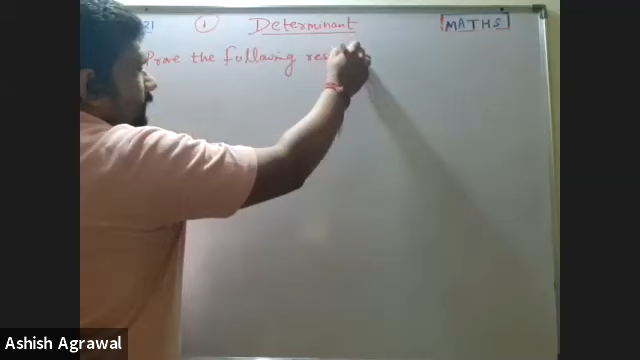 21 1 Determinant MATHS
Prove the following res
Ashish Agrawal